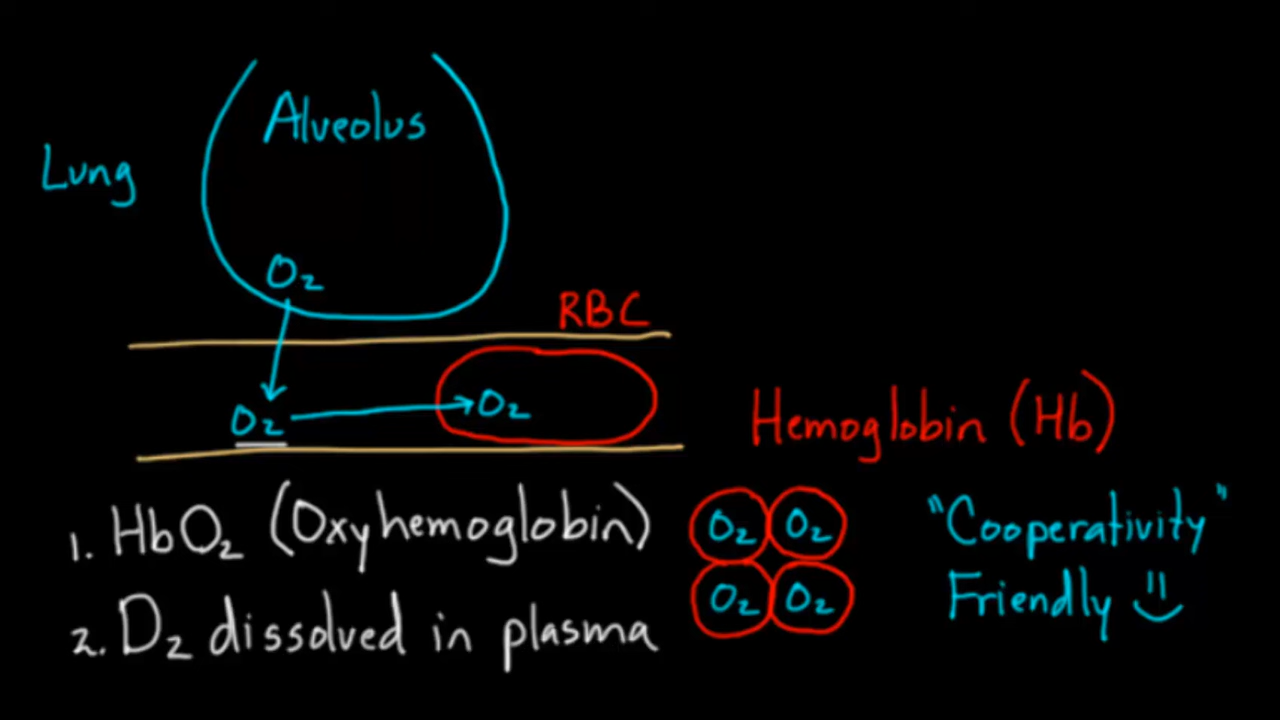 Alveolus
Lung
O₂
RBC
O₂
O₂
Hemoglobin (Hb)
1. HbO₂ (Oxyhemoglobin)
O₂ O₂
"Cooperativity"
2. D₂ dissolved in plasma
O₂ O₂
Friendly